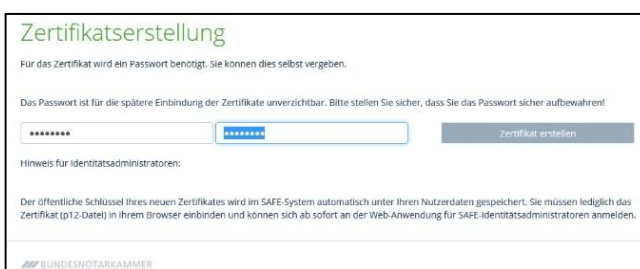 Zertifikatserstellung
Für das Zertifikat wird ein Passwort benötigt. Sie können dies selbst vergeben.
Das Passwort ist für die spätere Einbindung der Zertifikate unverzichtbar. Bitte stellen Sie sicher, dass Sie das Passwort sicher aufbewahren!
•••••••• •••••••• Zertifikat erstellen
Hinweis für Identitätsadministratoren:
Der öffentliche Schlüssel Ihres neuen Zertifikates wird im SAFE-System automatisch unter Ihren Nutzerdaten gespeichert. Sie müssen lediglich das
Zertifikat (p12-Datei) in Ihrem Browser einbinden und können sich ab sofort an der Web-Anwendung für SAFE-Identitätsadministratoren anmelden.
BUNDESNOTARKAMMER